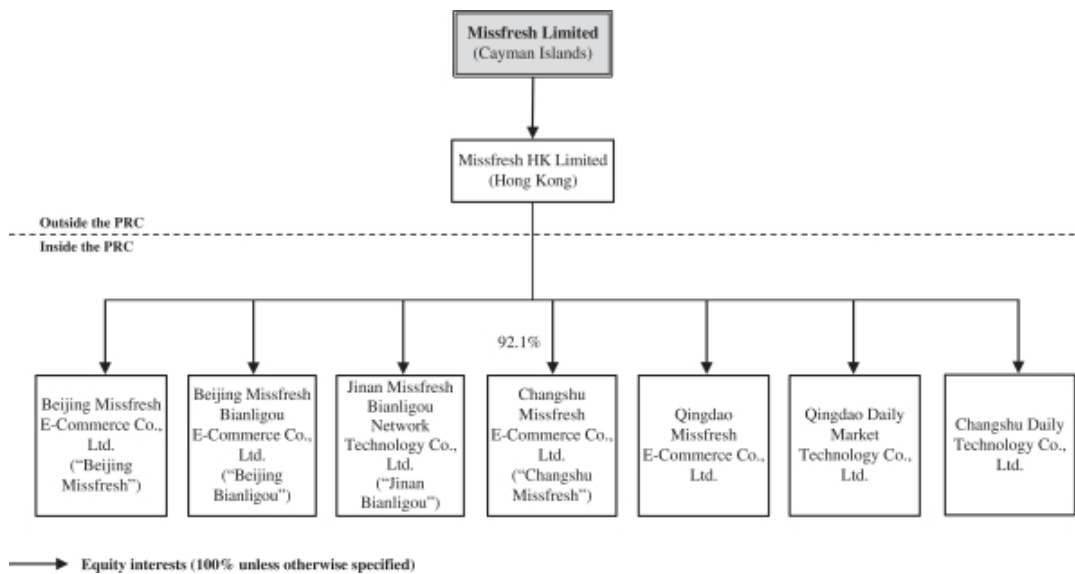 Missfresh Limited
(Cayman Islands)
Missfresh HK Limited
(Hong Kong)
Outside the PRC
Inside the PRC
92.1%
Beijing Missfresh
E-Commerce Co.,
Ltd.
(“Beijing
Missfresh”)
Beijing Missfresh
Bianligou
E-Commerce Co.,
Ltd.
(“Beijing
Bianligou”)
Jinan Missfresh
Bianligou
Network
Technology Co.,
Ltd.
(“Jinan
Bianligou”)
Changshu
Missfresh
E-Commerce Co.,
Ltd.
(“Changshu
Missfresh”)
Qingdao
Missfresh
E-Commerce Co.,
Ltd.
Qingdao Daily
Market
Technology Co.,
Ltd.
Changshu Daily
Technology Co.,
Ltd.
Equity interests (100% unless otherwise specified)